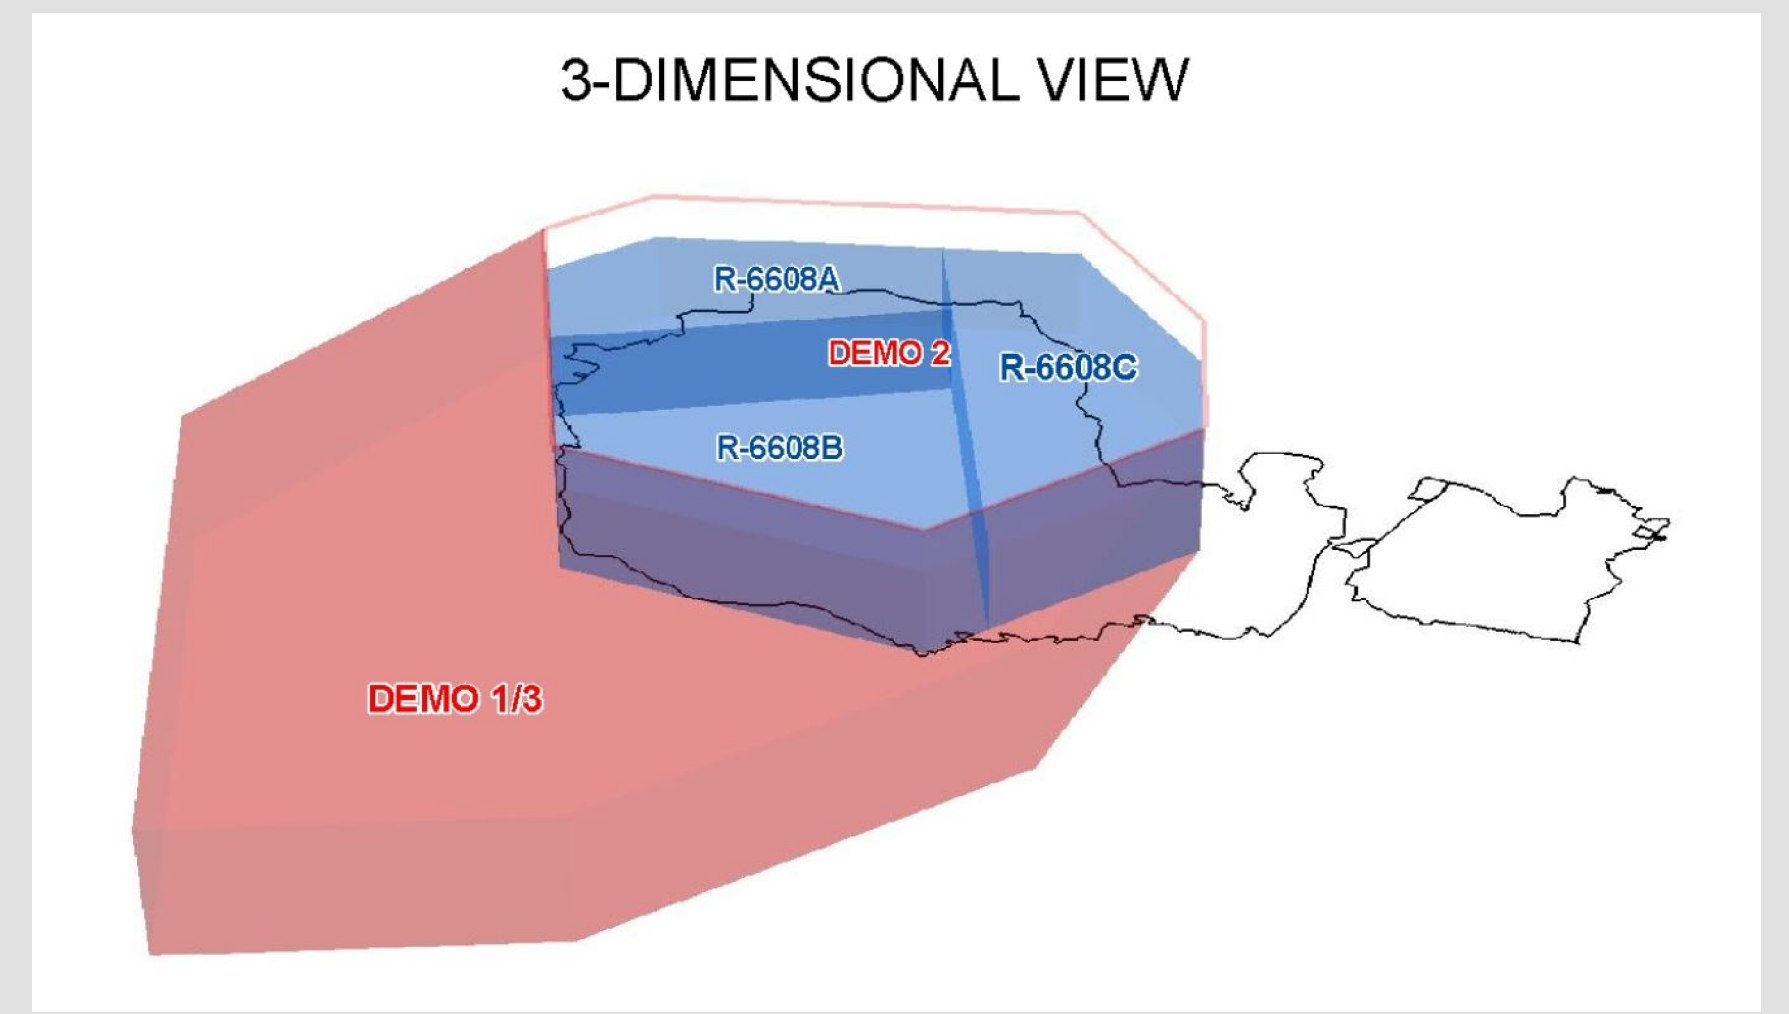 3-DIMENSIONAL VIEW
R-6608A
DEMO 2
R-6608C
R-6608B
DEMO 1/3